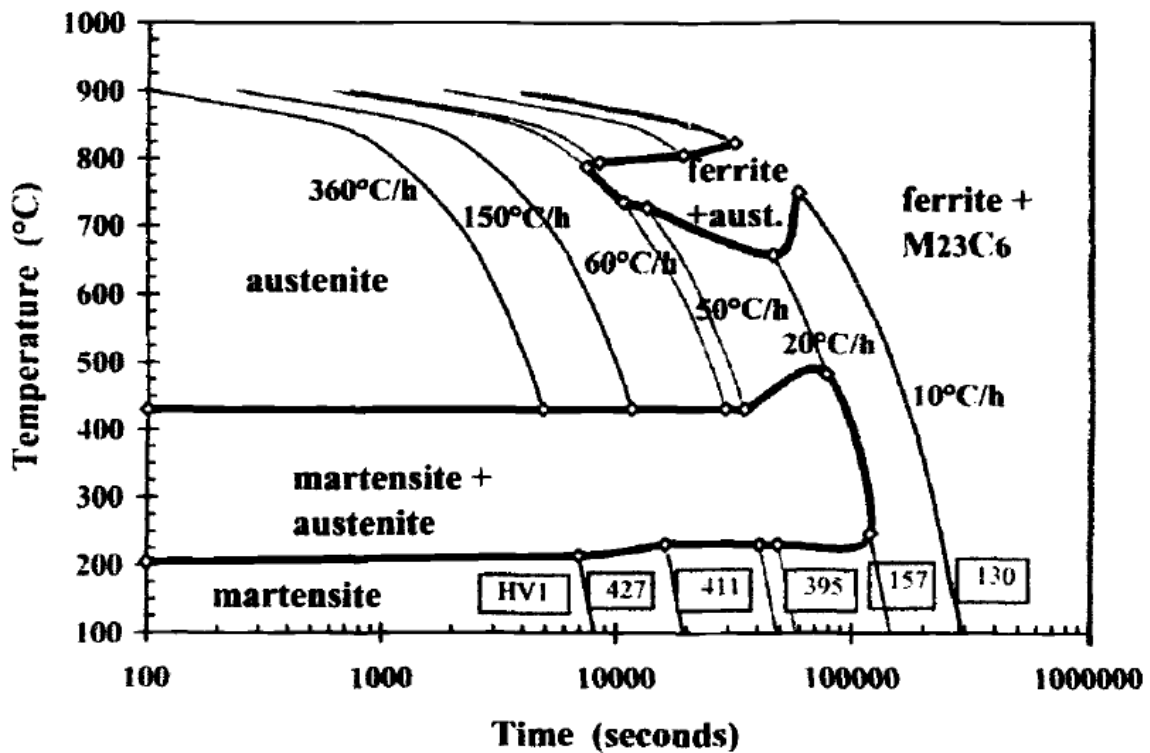 1000
900
800
700
600
500
400
300
200
100
Temperature (°C)
360°C/h
150°C/h
60°C/h
50°C/h
20°C/h
10°C/h
ferrite
+aust.
ferrite +
M23C6
austenite
martensite +
austenite
martensite
HV1
427
411
395
157
130
100
1000
10000
100000
1000000
Time (seconds)